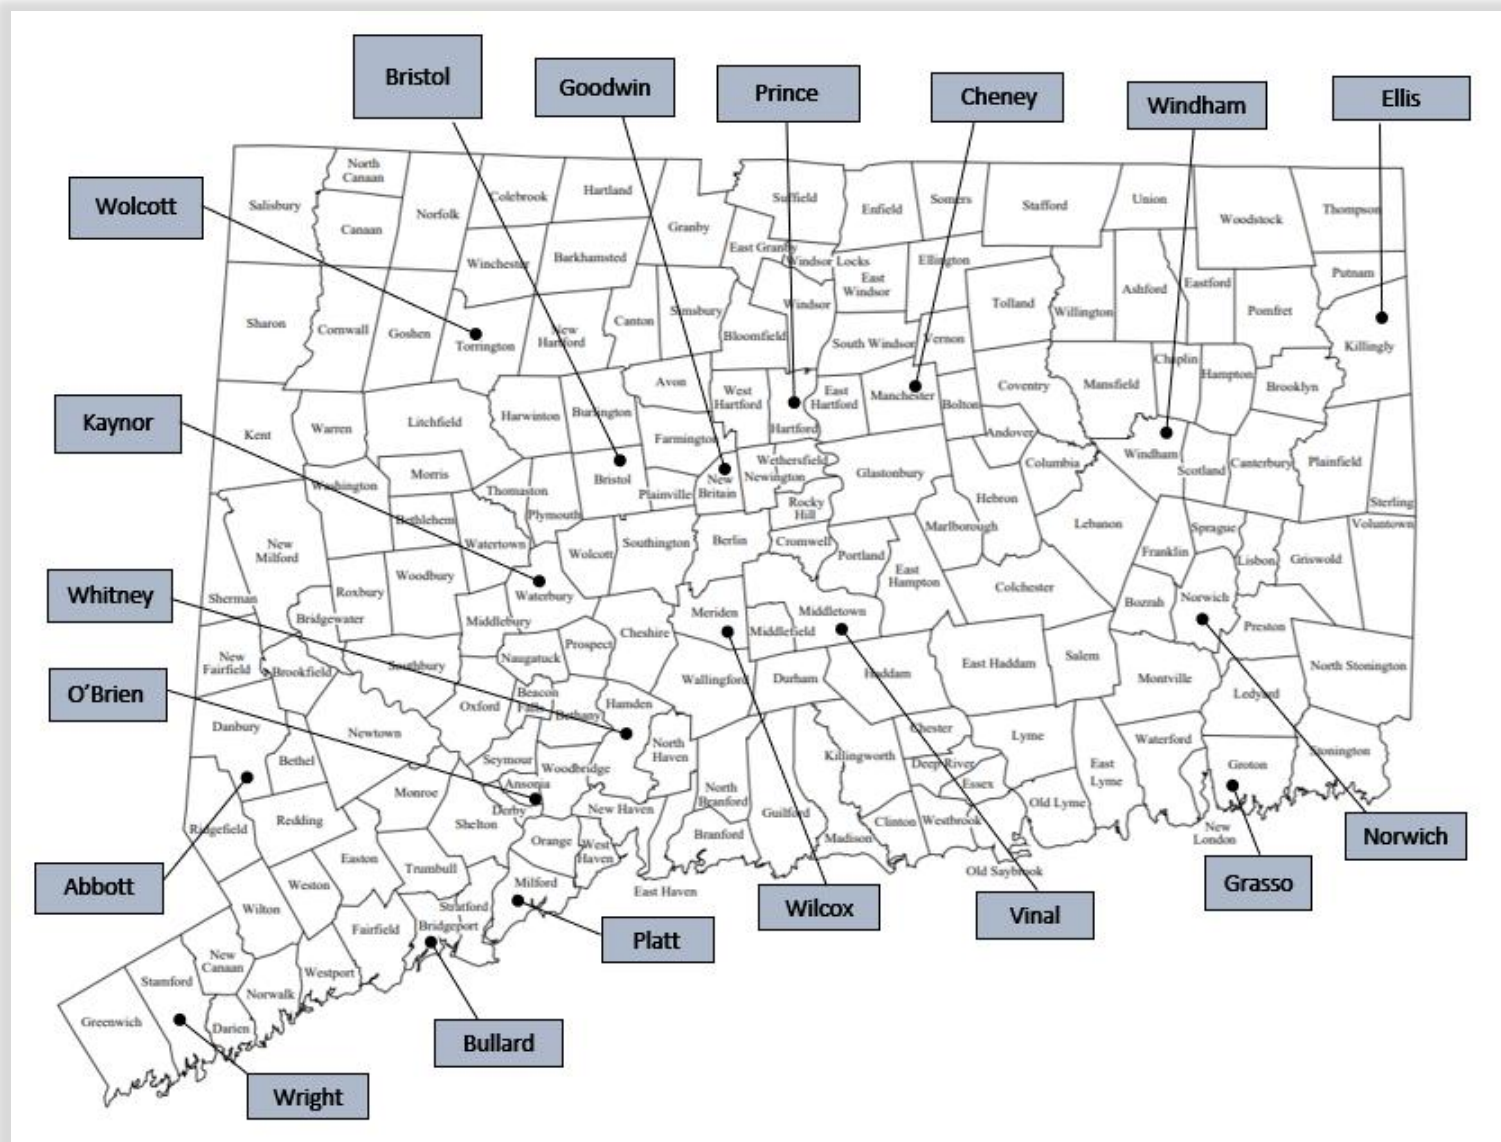 Bristol
Goodwin
Prince
Cheney
Windham
Ellis
Wolcott
Kaynor
Whitney
O'Brien
Abbott
Wright
Bullard
Platt
Wilcox
Vinal
Grasso
Norwich
North
Canaan
Salisbury
Canaan
Norfolk
Colebrook
Hartland
Granby
Suffield
Enfield
Somers
Stafford
Union
Woodstock
Thompson
East Granby
Windsor Locks
Winchester
Barkhamsted
East
Windsor
Ellington
Tolland
Willington
Ashford
Eastford
Pomfret
Putnam
Sharon
Cornwall
Goshen
Torrington
New
Hartford
Canton
Simsbury
Bloomfield
Windsor
South Windsor
Vernon
Killingly
Avon
West
Hartford
Hartford
East
Hartford
Manchester
Bolton
Coventry
Mansfield
Chaplin
Hampton
Brooklyn
Kent
Warren
Litchfield
Harwinton
Burlington
Farmington
Andover
Columbia
Windham
Scotland
Canterbury
Plainfield
Sterling
Washington
Morris
Thomaston
Bristol
Plainville
New
Britain
Newington
Wethersfield
Rocky
Hill
Glastonbury
Hebron
Marlborough
Lebanon
Voluntown
Bethlehem
Watertown
Plymouth
Wolcott
Southington
Berlin
Cromwell
Portland
East
Hampton
Colchester
Franklin
Sprague
Lisbon
Griswold
New
Milford
Sherman
Roxbury
Woodbury
Waterbury
Bridgewater
Middlebury
Meriden
Middletown
Middlefield
Bozrah
Norwich
Preston
New
Fairfield
Brookfield
Southbury
Naugatuck
Prospect
Cheshire
Wallingford
Durham
Haddam
East Haddam
Salem
Montville
North Stonington
Ledyard
Danbury
Bethel
Newtown
Oxford
Beacon
Falls
Bethany
Hamden
North
Haven
Killingworth
Chester
Deep River
Essex
Lyme
East
Lyme
Waterford
Groton
Stonington
Seymour
Woodbridge
Ansonia
Derby
Monroe
Shelton
New Haven
North
Branford
Guilford
Branford
Madison
Clinton
Westbrook
Old Lyme
Old Saybrook
New
London
Ridgefield
Redding
Easton
Trumbull
Orange
West
Haven
East Haven
Milford
Stratford
Bridgeport
Fairfield
Weston
Wilton
New
Canaan
Stamford
Norwalk
Westport
Greenwich
Darien